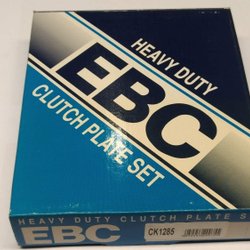 HEAVY DUTY
EBC
CLUTCH PLATE SET
HEAVY DUTY CLUTCH PLATE SET
EBC
CK1285